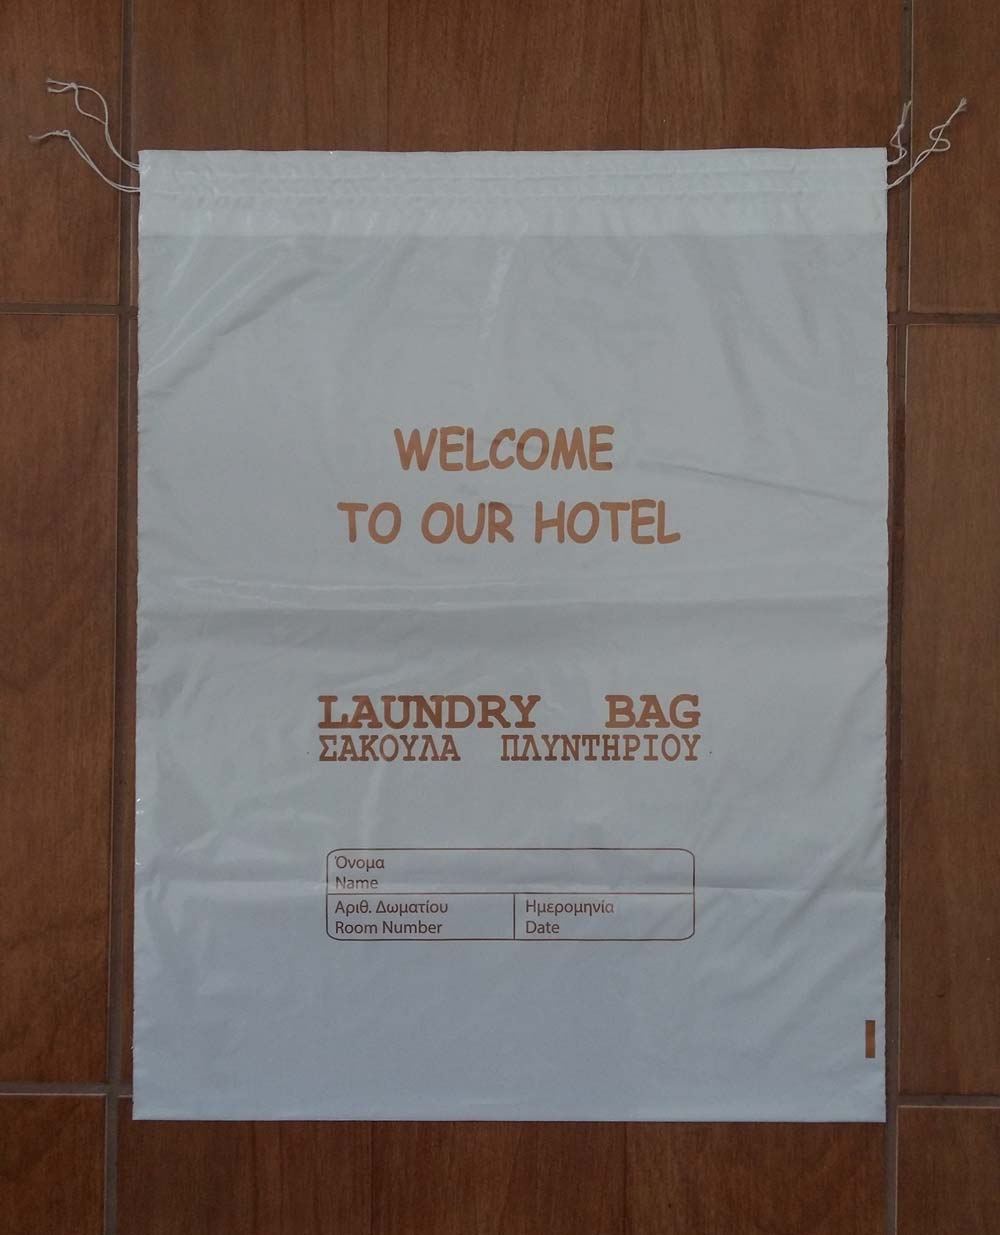 WELCOME
TO OUR HOTEL
LAUNDRY BAG
ΣΑΚΟΥΛΑ ΠΛΥΝΤΗΡΙΟΥ
Όνομα
Name
Αριθ. Δωματίου
Room Number
Ημερομηνία
Date